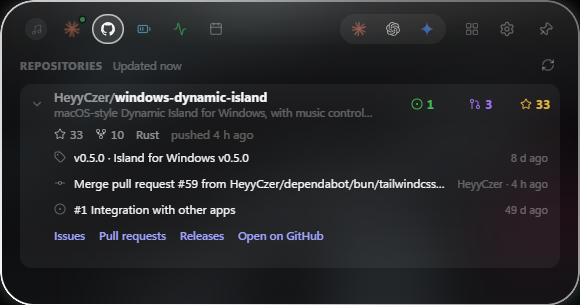 REPOSITORIES Updated now
HeyyCzer/windows-dynamic-island 1 3 33
macOS-style Dynamic Island for Windows, with music control...
33 10 Rust pushed 4 h ago
v0.5.0 · Island for Windows v0.5.0 8 d ago
Merge pull request #59 from HeyyCzer/dependabot/bun/tailwindcss... HeyyCzer · 4 h ago
#1 Integration with other apps 49 d ago
Issues Pull requests Releases Open on GitHub